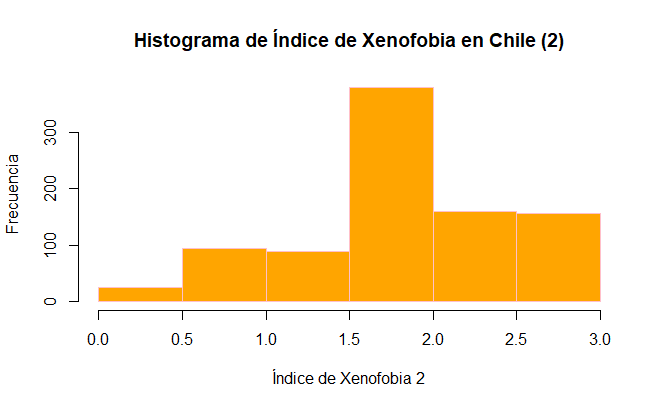 Histograma de Índice de Xenofobia en Chile (2)
Frecuencia
300
200
100
0
0.0 0.5 1.0 1.5 2.0 2.5 3.0
Índice de Xenofobia 2